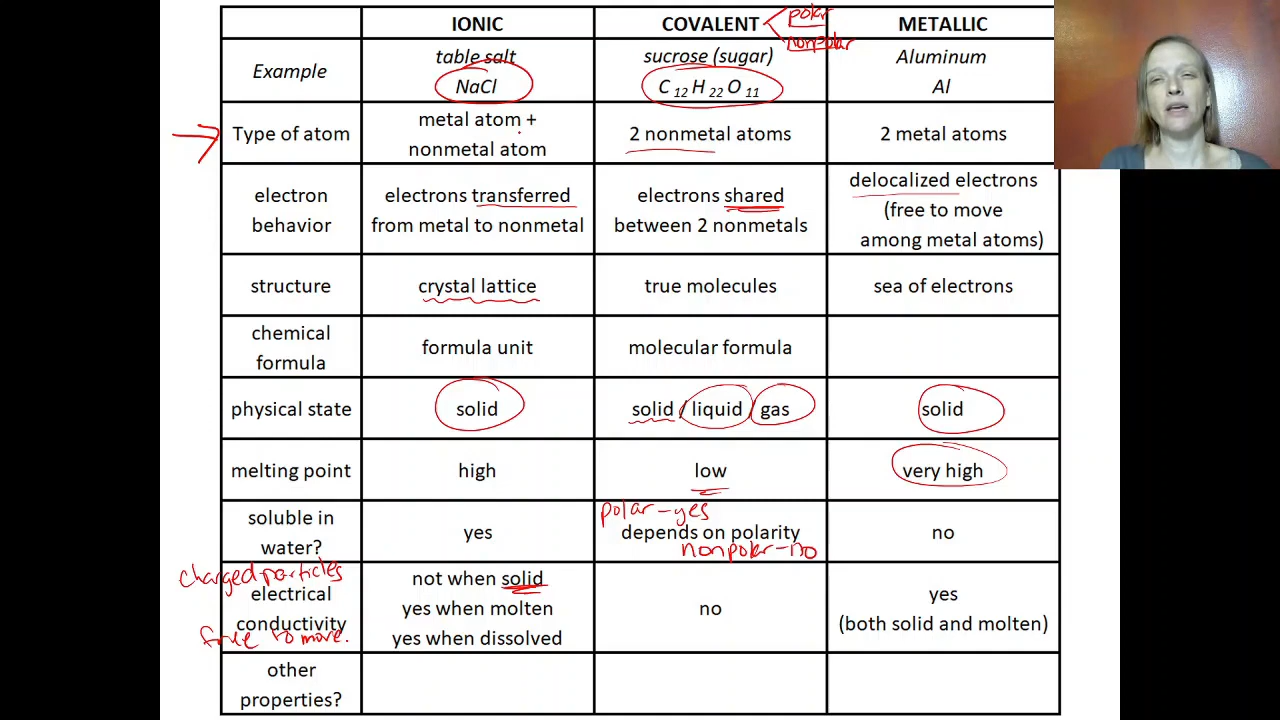 IONIC COVALENT polar METALLIC
nonpolar
Example table salt sucrose (sugar) Aluminum
NaCl C 12 H 22 O 11 Al
Type of atom metal atom + 2 nonmetal atoms 2 metal atoms
nonmetal atom
electron electrons transferred electrons shared delocalized electrons
behavior from metal to nonmetal between 2 nonmetals (free to move
among metal atoms)
structure crystal lattice true molecules sea of electrons
chemical formula unit molecular formula
formula
physical state solid solid / liquid / gas solid
melting point high low very high
polar - yes
soluble in yes depends on polarity no
water? nonpolar - no
charged particles
electrical not when solid no yes
conductivity yes when molten (both solid and molten)
free to move. yes when dissolved
other
properties?